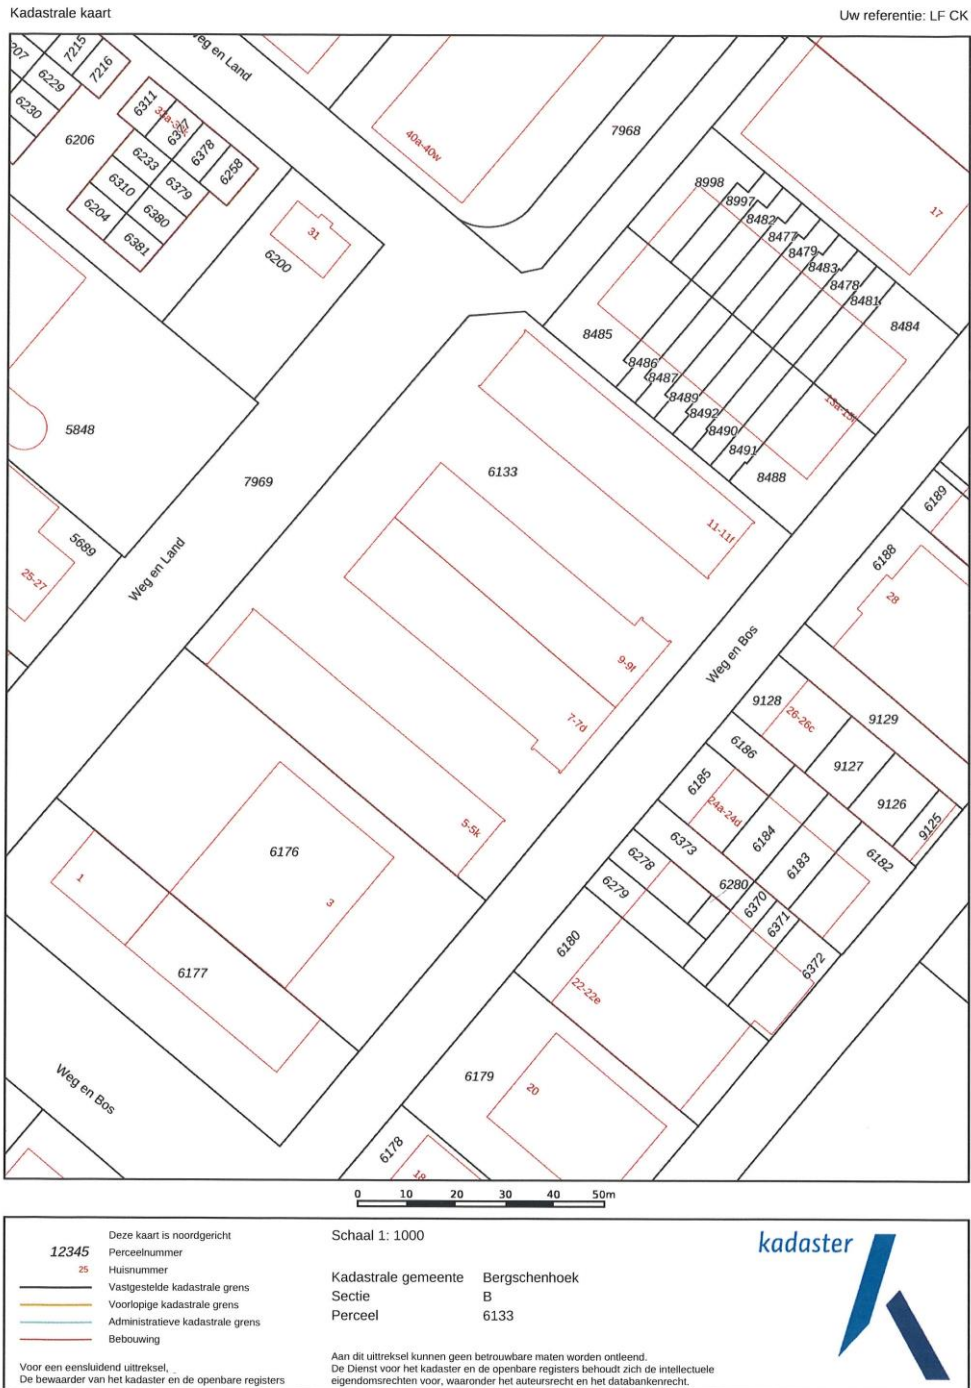 Kadastrale kaart
Uw referentie: LF CK
207
7215
7216
6229
6230
6206
6311
6378
6258
6233
6379
6310
6380
6204
6381
Weg en Land
40a-40w
7968
31
6200
17
8998
8997
8482
8477
8479
8483
8478
8481
8484
8485
8486
8487
8489
8492
8490
8491
8488
13a-15f
5848
7969
6133
11-11f
6189
5689
25-27
Weg en Land
6188
28
9-9f
Weg en Bos
7-7d
9128
26-26c
9129
6186
9127
6185
24a-24d
9126
9125
6184
6183
6182
5-5k
6373
6278
6279
6280
6370
6371
6372
6176
1
3
6177
6180
22-22e
6179
20
Weg en Bos
6178
18
0 10 20 30 40 50m
Deze kaart is noordgericht
12345 Perceelnummer
25 Huisnummer
Vastgestelde kadastrale grens
Voorlopige kadastrale grens
Administratieve kadastrale grens
Bebouwing
Voor een eensluidend uittreksel,
De bewaarder van het kadaster en de openbare registers
Schaal 1: 1000
Kadastrale gemeente Bergschenhoek
Sectie B
Perceel 6133
Aan dit uittreksel kunnen geen betrouwbare maten worden ontleend.
De Dienst voor het kadaster en de openbare registers behoudt zich de intellectuele
eigendomsrechten voor, waaronder het auteursrecht en het databankenrecht.
kadaster